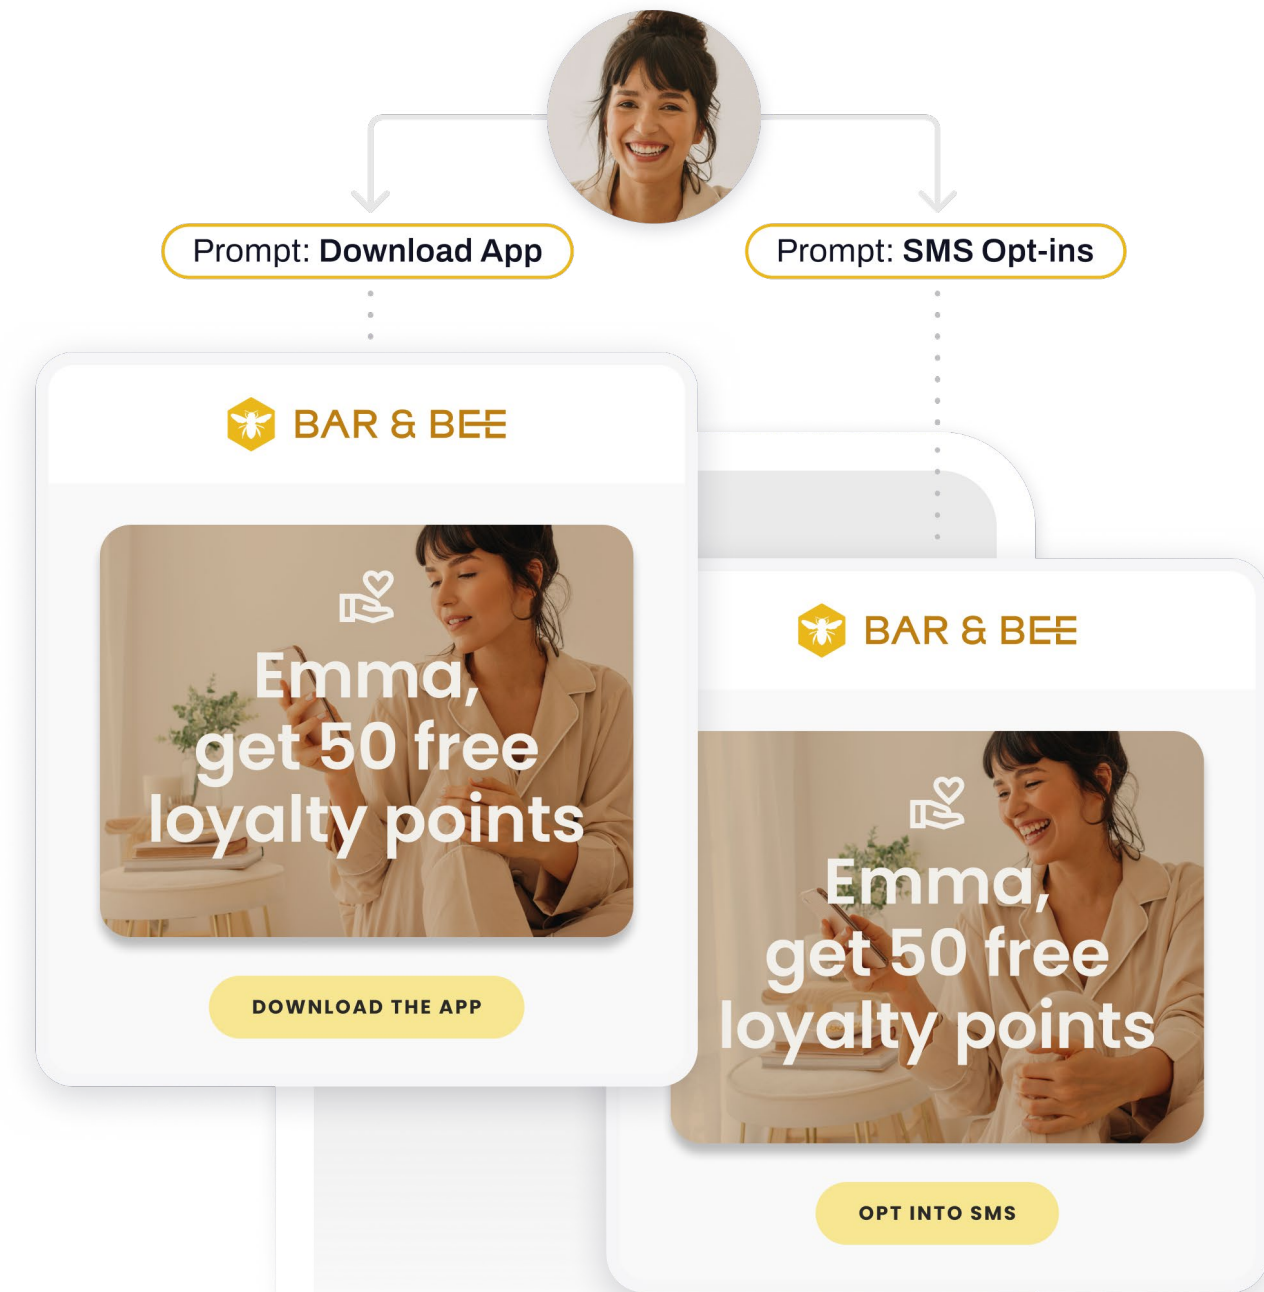 Prompt: Download App
Prompt: SMS Opt-ins
BAR & BEE
Emma,
get 50 free
loyalty points
DOWNLOAD THE APP
BAR & BEE
Emma,
get 50 free
loyalty points
OPT INTO SMS